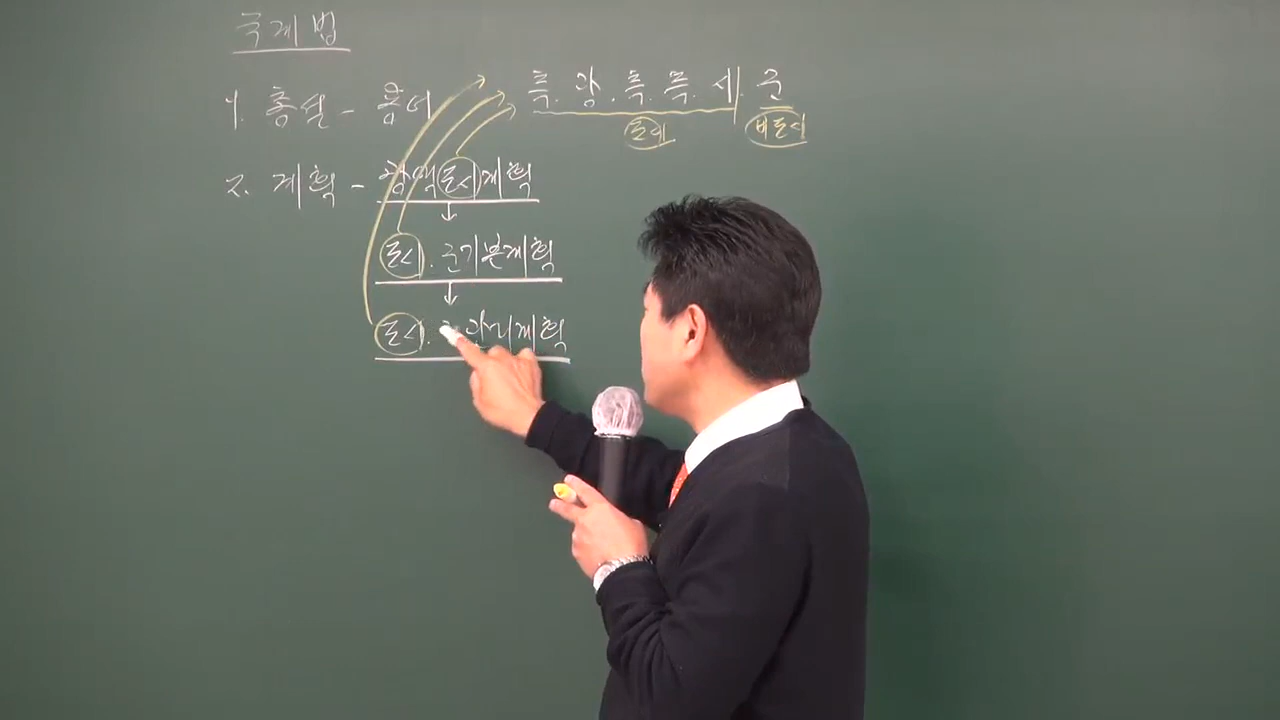 국계법
1. 총설 - 용어
특.광.특.특.시.군
도시 비도시
2. 계획 - 광역도시계획
↓
도시.군기본계획
↓
도시. 관리계획